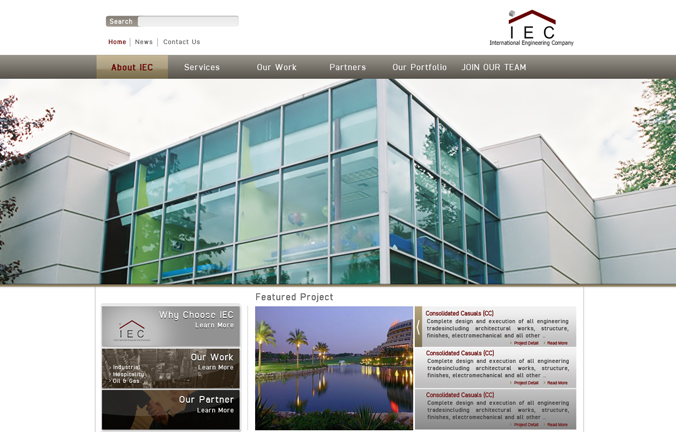 Search
IEC
International Engineering Company
Home
News
Contact Us
About IEC
Services
Our Work
Partners
Our Portfolio
JOIN OUR TEAM
Featured Project
Why Choose IEC
Learn More
IEC
Our Work
Learn More
Industrial
Hospitality
Oil & Gas
Our Partner
Learn More
Consolidated Casuals (CC)
Complete design and execution of all engineering
tradesincluding architectural works, structure,
finishes, electromechanical and all other ...
Project Detail
Read More
Consolidated Casuals (CC)
Complete design and execution of all engineering
tradesincluding architectural works, structure,
finishes, electromechanical and all other ...
Project Detail
Read More
Consolidated Casuals (CC)
Complete design and execution of all engineering
tradesincluding architectural works, structure,
finishes, electromechanical and all other ...
Project Detail
Read More